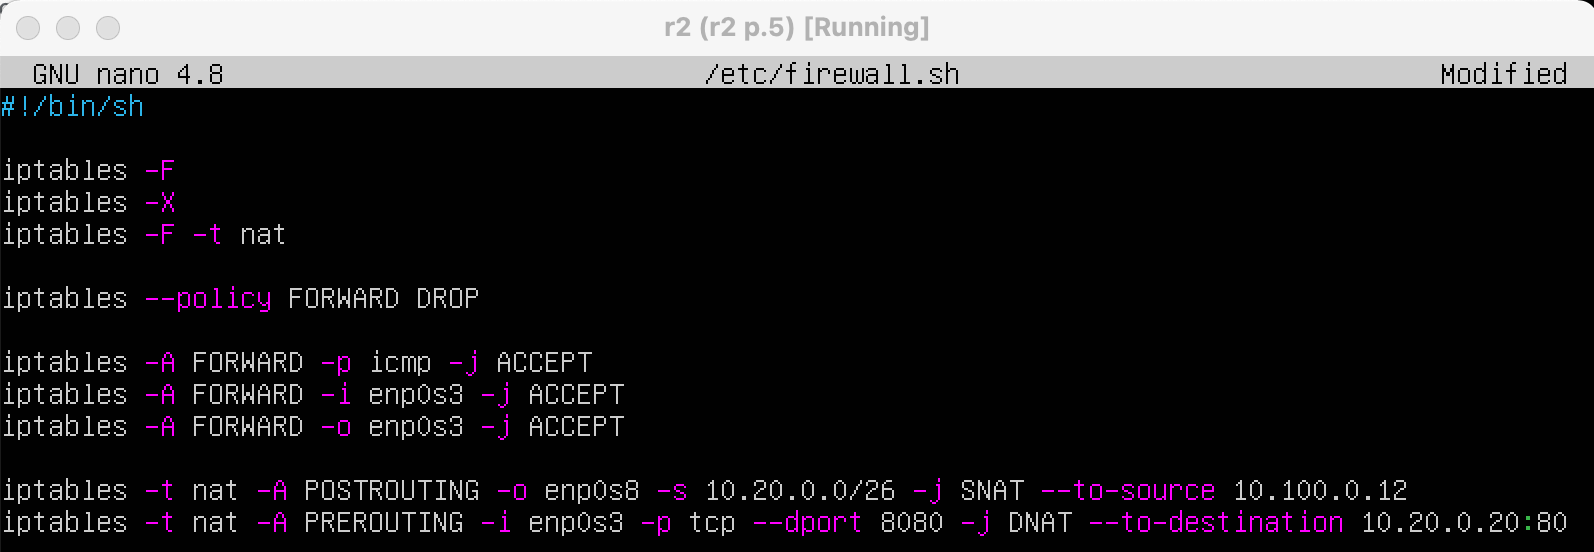 r2 (r2 p.5) [Running]
GNU nano 4.8 /etc/firewall.sh Modified
#!/bin/sh
iptables -F
iptables -X
iptables -F -t nat
iptables --policy FORWARD DROP
iptables -A FORWARD -p icmp -j ACCEPT
iptables -A FORWARD -i enp0s3 -j ACCEPT
iptables -A FORWARD -o enp0s3 -j ACCEPT
iptables -t nat -A POSTROUTING -o enp0s8 -s 10.20.0.0/26 -j SNAT --to-source 10.100.0.12
iptables -t nat -A PREROUTING -i enp0s3 -p tcp --dport 8080 -j DNAT --to-destination 10.20.0.20:80